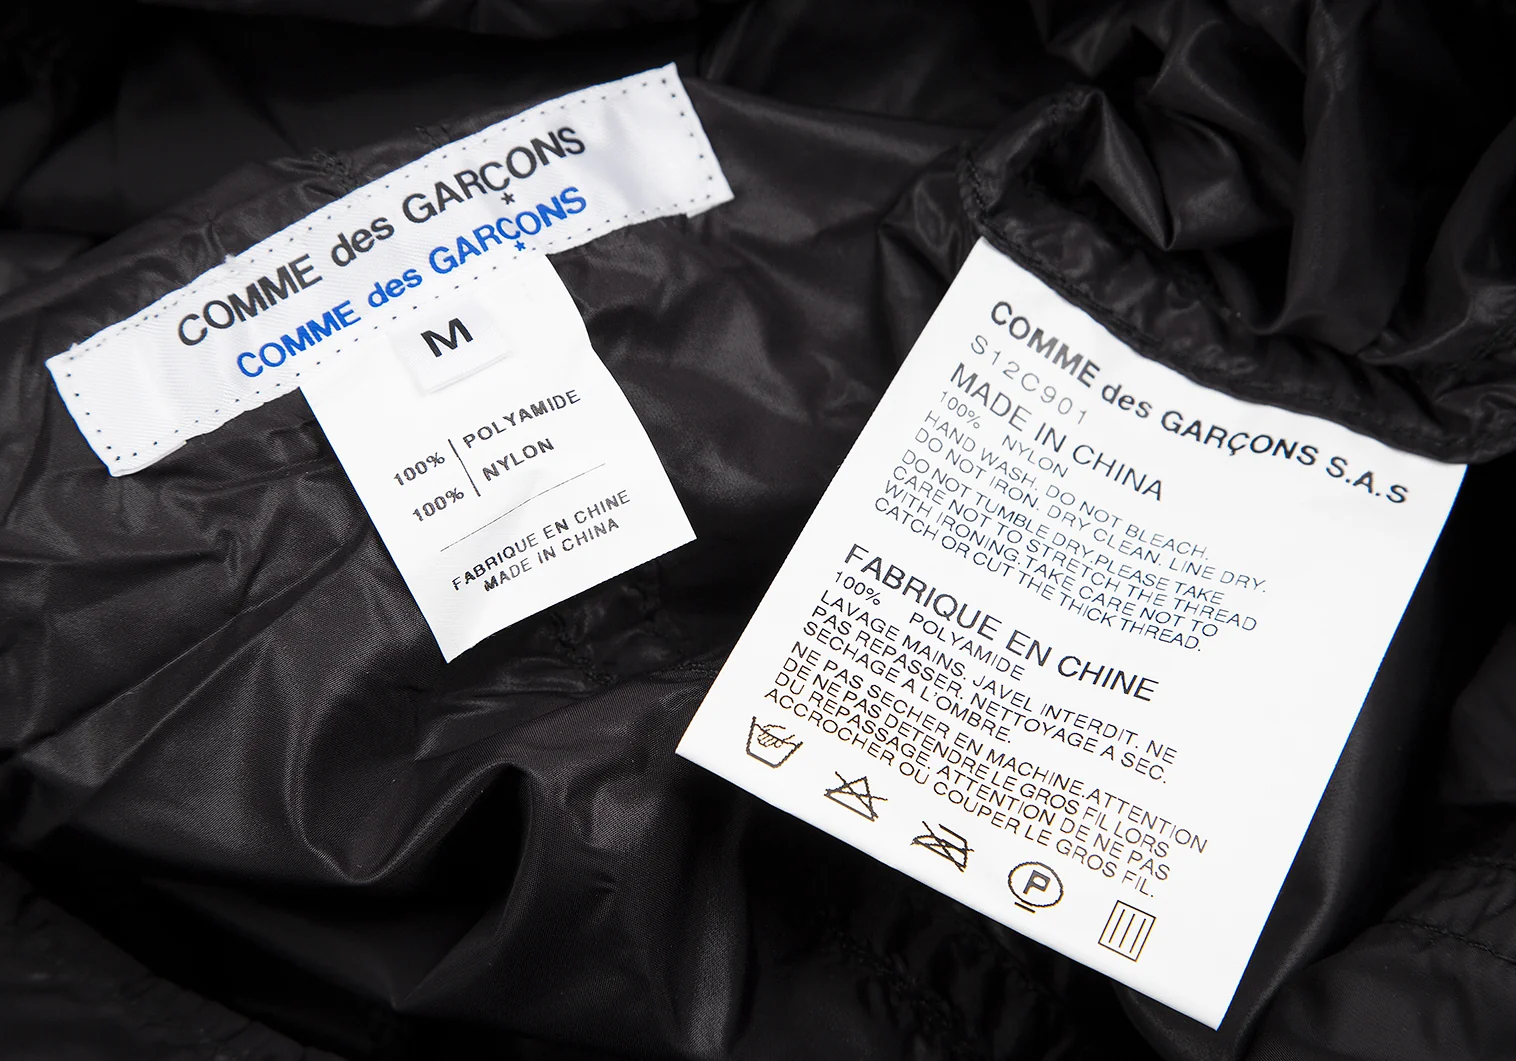 COMME des GARÇONS
COMME des GARÇONS
M
100% POLYAMIDE
100% NYLON
FABRIQUE EN CHINE
MADE IN CHINA
COMME des GARÇONS S.A.S
S12C901
MADE IN CHINA
100% NYLON
HAND WASH. DO NOT BLEACH.
DO NOT IRON. DRY CLEAN. LINE DRY.
DO NOT TUMBLE DRY.PLEASE TAKE
CARE NOT TO STRETCH THE THREAD
WITH IRONING.TAKE CARE NOT TO
CATCH OR CUT THE THICK THREAD.
FABRIQUE EN CHINE
100% POLYAMIDE
LAVAGE MAINS. JAVEL INTERDIT. NE
PAS REPASSER. NETTOYAGE A SEC.
SECHAGE A L'OMBRE.
NE PAS SECHER EN MACHINE.ATTENTION
DE NE PAS DETENDRE LE GROS FIL LORS
DU REPASSAGE. ATTENTION DE NE PAS
ACCROCHER OU COUPER LE GROS FIL.
P